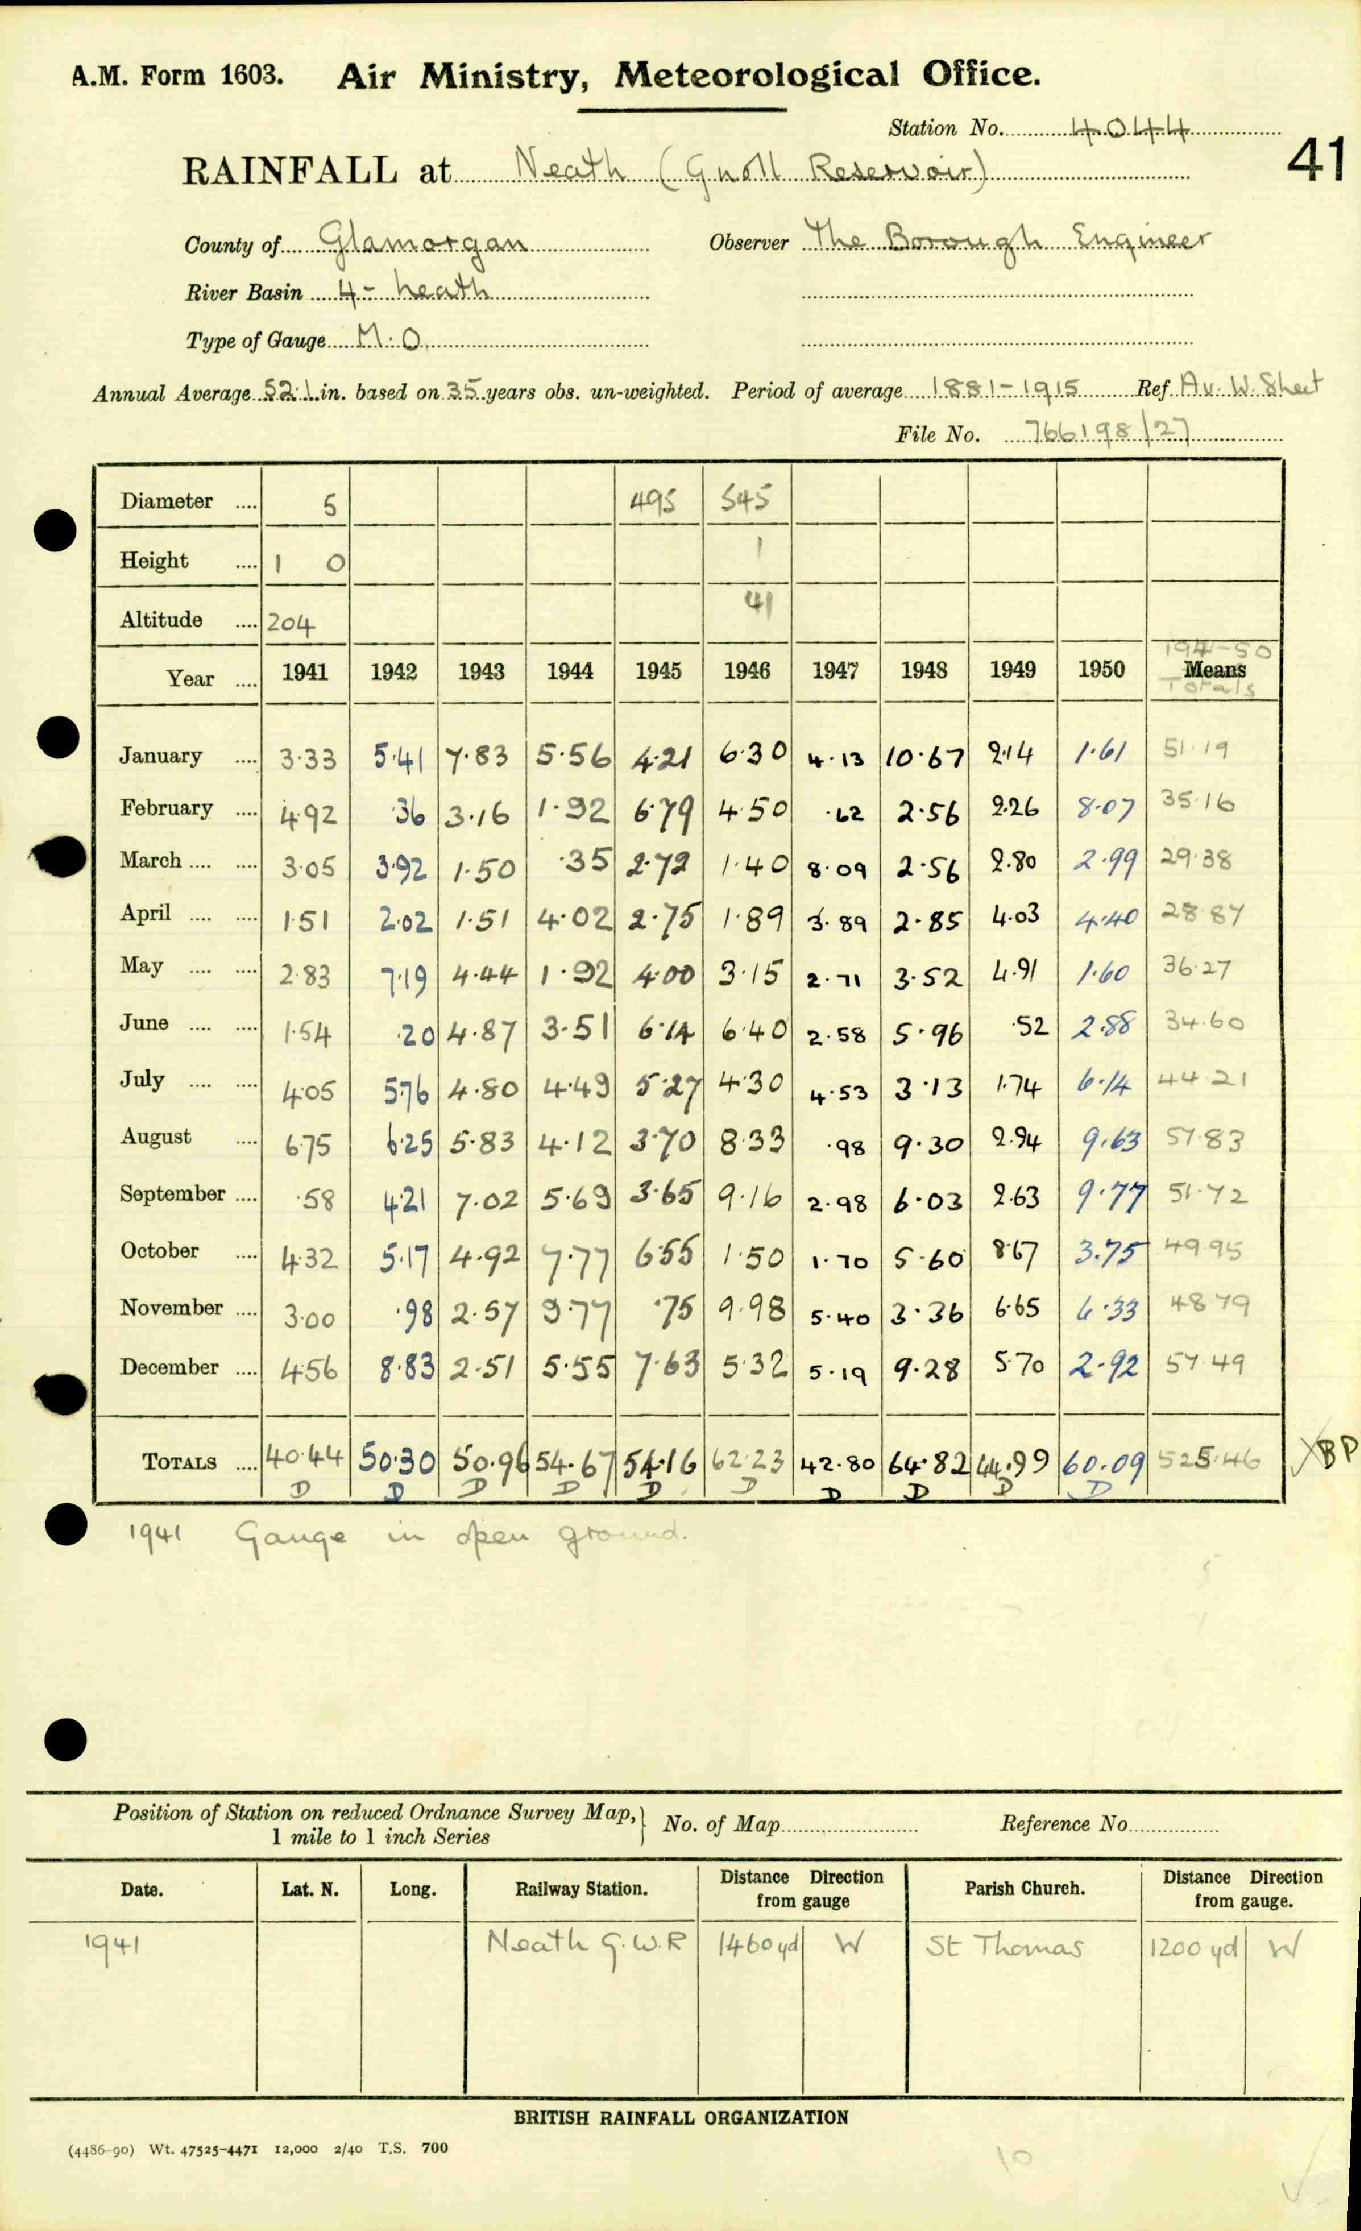 A.M. Form 1603. Air Ministry, Meteorological Office.
Station No. 4044
41
RAINFALL at Neath (Gnoll Reservoir)
County of Glamorgan Observer The Borough Engineer
River Basin 4 - Neath
Type of Gauge M.O.
Annual Average 52.1 in. based on 35 years obs. un-weighted. Period of average 1881-1915 Ref. Av. W. Sheet
File No. 766198/27
Diameter .... 5 495 545
Height .... 1 0 1
Altitude .... 204 41
1941-50
Year .... 1941 1942 1943 1944 1945 1946 1947 1948 1949 1950 Means
Totals
January .... 3.33 5.41 7.83 5.56 4.21 6.30 4.13 10.67 2.14 1.61 51.19
February .... 4.92 .36 3.16 1.92 6.79 4.50 .62 2.56 2.26 8.07 35.16
March .... .... 3.05 3.92 1.50 .35 2.72 1.40 8.09 2.56 2.80 2.99 29.38
April .... .... 1.51 2.02 1.51 4.02 2.75 1.89 3.89 2.85 4.03 4.40 28.87
May .... .... 2.83 7.19 4.44 1.92 4.00 3.15 2.71 3.52 4.91 1.60 36.27
June .... .... 1.54 .20 4.87 3.51 6.14 6.40 2.58 5.96 .52 2.88 34.60
July .... .... 4.05 5.76 4.80 4.49 5.27 4.30 4.53 3.13 1.74 6.14 44.21
August .... 6.75 6.25 5.83 4.12 3.70 8.33 .98 9.30 2.94 9.63 57.83
September .... .58 4.21 7.02 5.69 3.65 9.16 2.98 6.03 2.63 9.77 51.72
October .... 4.32 5.17 4.92 7.77 6.55 1.50 1.70 5.60 8.67 3.75 49.95
November .... 3.00 .98 2.57 9.77 .75 9.98 5.40 3.36 6.65 6.33 48.79
December .... 4.56 8.83 2.51 5.55 7.63 5.32 5.19 9.28 5.70 2.92 57.49
TOTALS .... 40.44 50.30 50.96 54.67 54.16 62.23 42.80 64.82 44.99 60.09 525.46 XBP
D D D D D D D D D D
1941 Gauge in open ground.
Position of Station on reduced Ordnance Survey Map, } No. of Map Reference No.
1 mile to 1 inch Series
Date. Lat. N. Long. Railway Station. Distance Direction from gauge Parish Church. Distance Direction from gauge.
1941 Neath G.W.R 1460 yd W St Thomas 1200 yd W
BRITISH RAINFALL ORGANIZATION
(4486-90) Wt. 47525-4471 12,000 2/40 T.S. 700
10